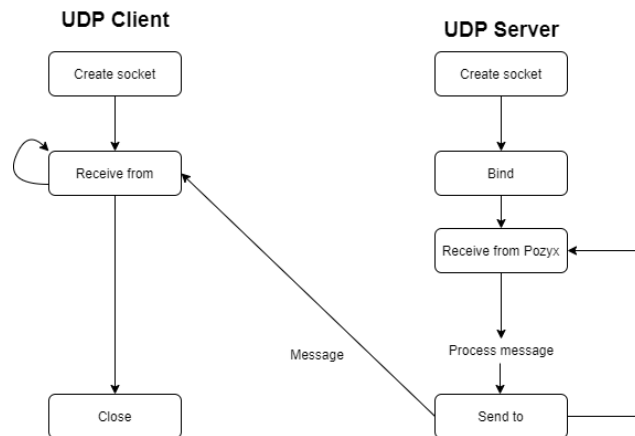 UDP Client
UDP Server
Create socket
Create socket
Receive from
Bind
Receive from Pozyx
Message
Process message
Close
Send to